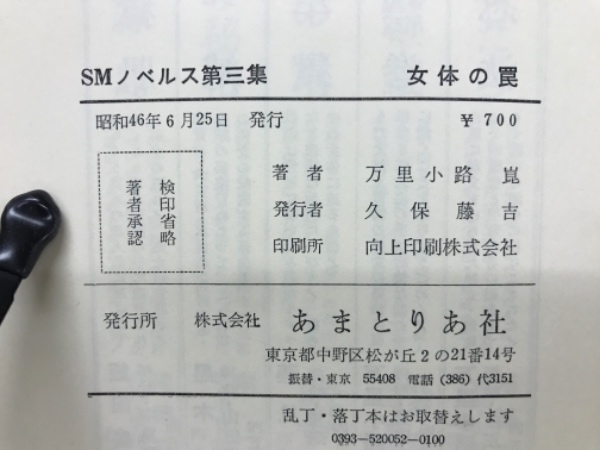 SMノベルス第三集　女体の罠
昭和46年6月25日　発行　￥700
検印省略
著者承認
著者　万里小路　崑
発行者　久保藤吉
印刷所　向上印刷株式会社
発行所　株式会社　あまとりあ社
東京都中野区松が丘2の21番14号
振替・東京　55408　電話（386）代3151
乱丁・落丁本はお取替えします
0393-520052-0100